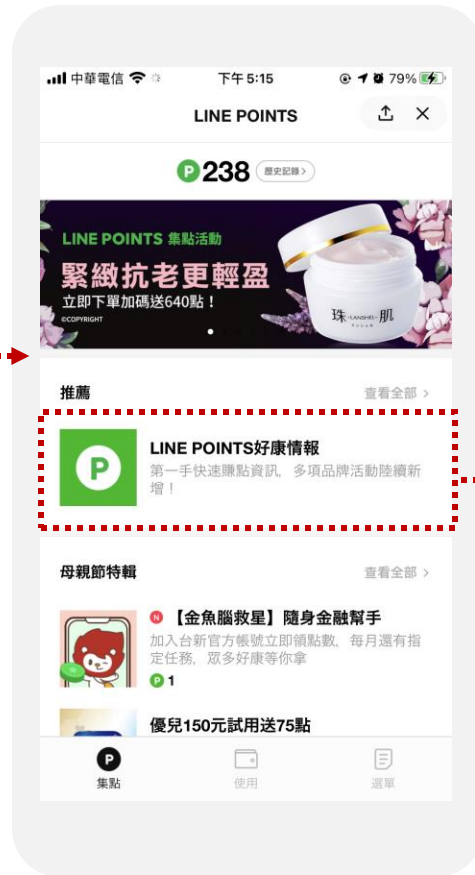 中華電信
下午 5:15
79%
LINE POINTS
P 238 歷史記錄 >
LINE POINTS 集點活動
緊緻抗老更輕盈
立即下單加碼送640點！
©COPYRIGHT
珠·LANSHEL·肌
推薦
查看全部 >
P
LINE POINTS好康情報
第一手快速賺點資訊，多項品牌活動陸續新
增！
母親節特輯
查看全部 >
N 【金魚腦救星】隨身金融幫手
加入台新官方帳號立即領點數，每月還有指
定任務，眾多好康等你拿
P 1
優兒150元試用送75點
P
集點
使用
選單